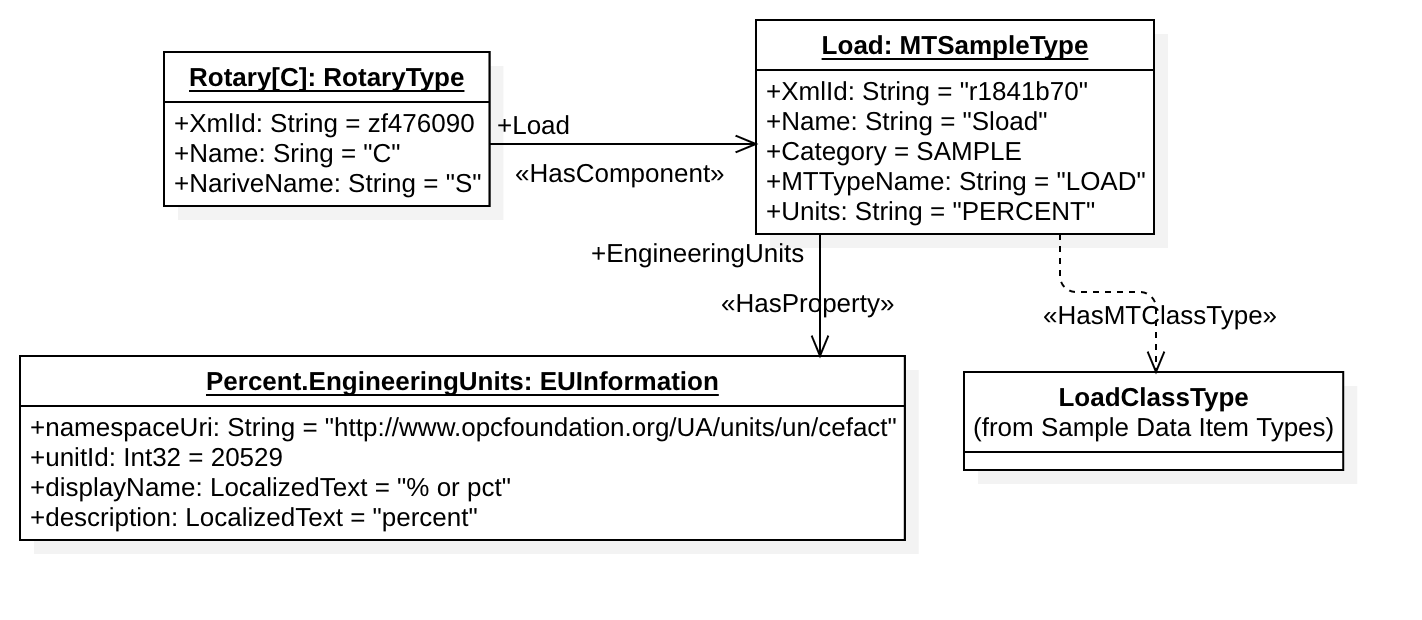 Rotary[C]: RotaryType
+XmlId: String = zf476090
+Name: Sring = "C"
+NariveName: String = "S"
+Load
«HasComponent»
Load: MTSampleType
+XmlId: String = "r1841b70"
+Name: String = "Sload"
+Category = SAMPLE
+MTTypeName: String = "LOAD"
+Units: String = "PERCENT"
+EngineeringUnits
«HasProperty»
«HasMTClassType»
Percent.EngineeringUnits: EUInformation
+namespaceUri: String = "http://www.opcfoundation.org/UA/units/un/cefact"
+unitId: Int32 = 20529
+displayName: LocalizedText = "% or pct"
+description: LocalizedText = "percent"
LoadClassType
(from Sample Data Item Types)